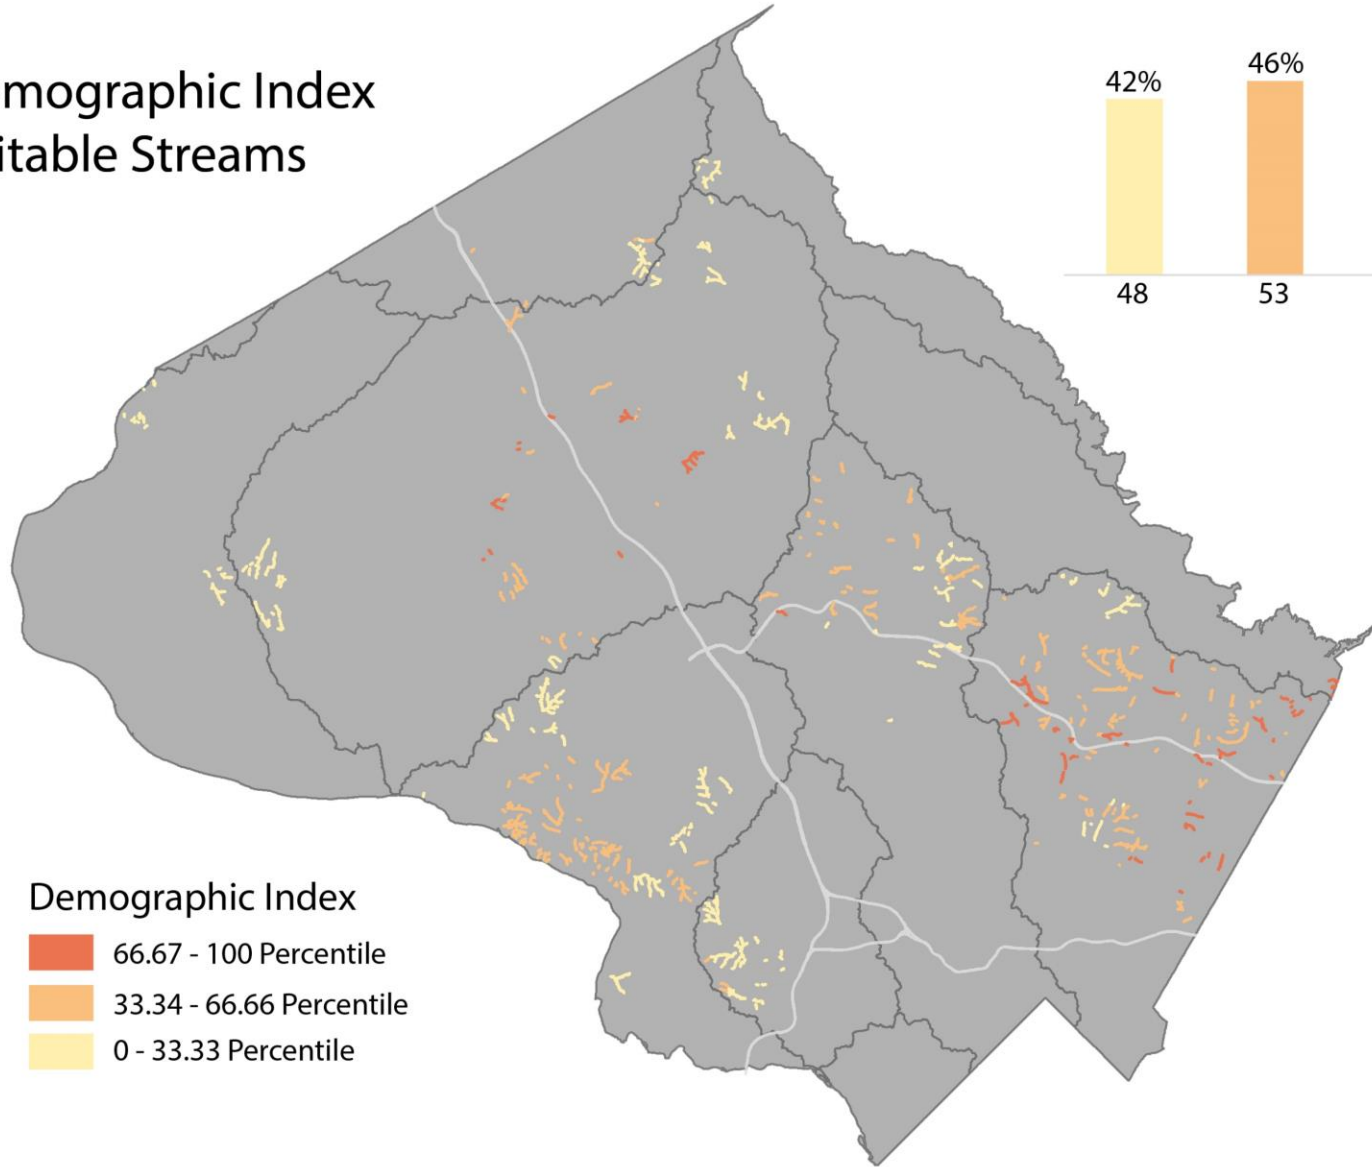 mographic Index
itable Streams
42%
46%
48
53
Demographic Index
66.67 - 100 Percentile
33.34 - 66.66 Percentile
0 - 33.33 Percentile